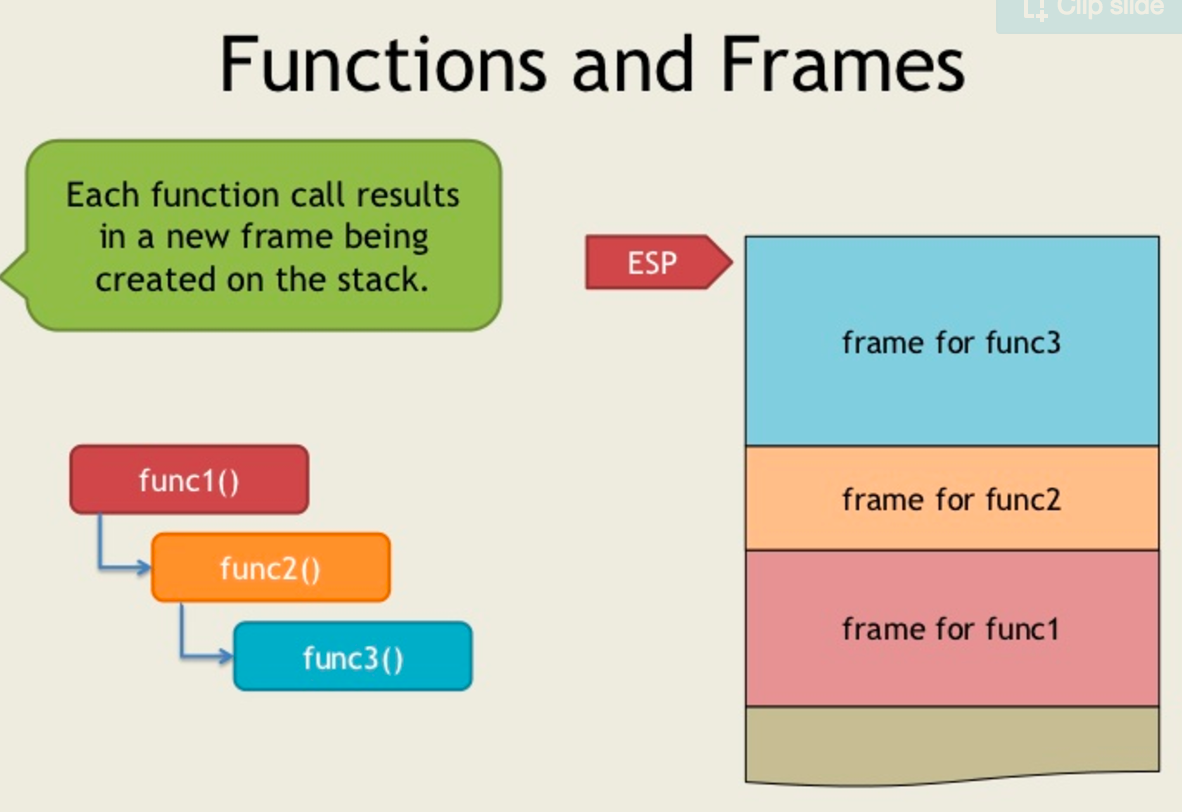 Clip slide
Functions and Frames
Each function call results
in a new frame being
created on the stack.
ESP
frame for func3
frame for func2
frame for func1
func1()
func2()
func3()